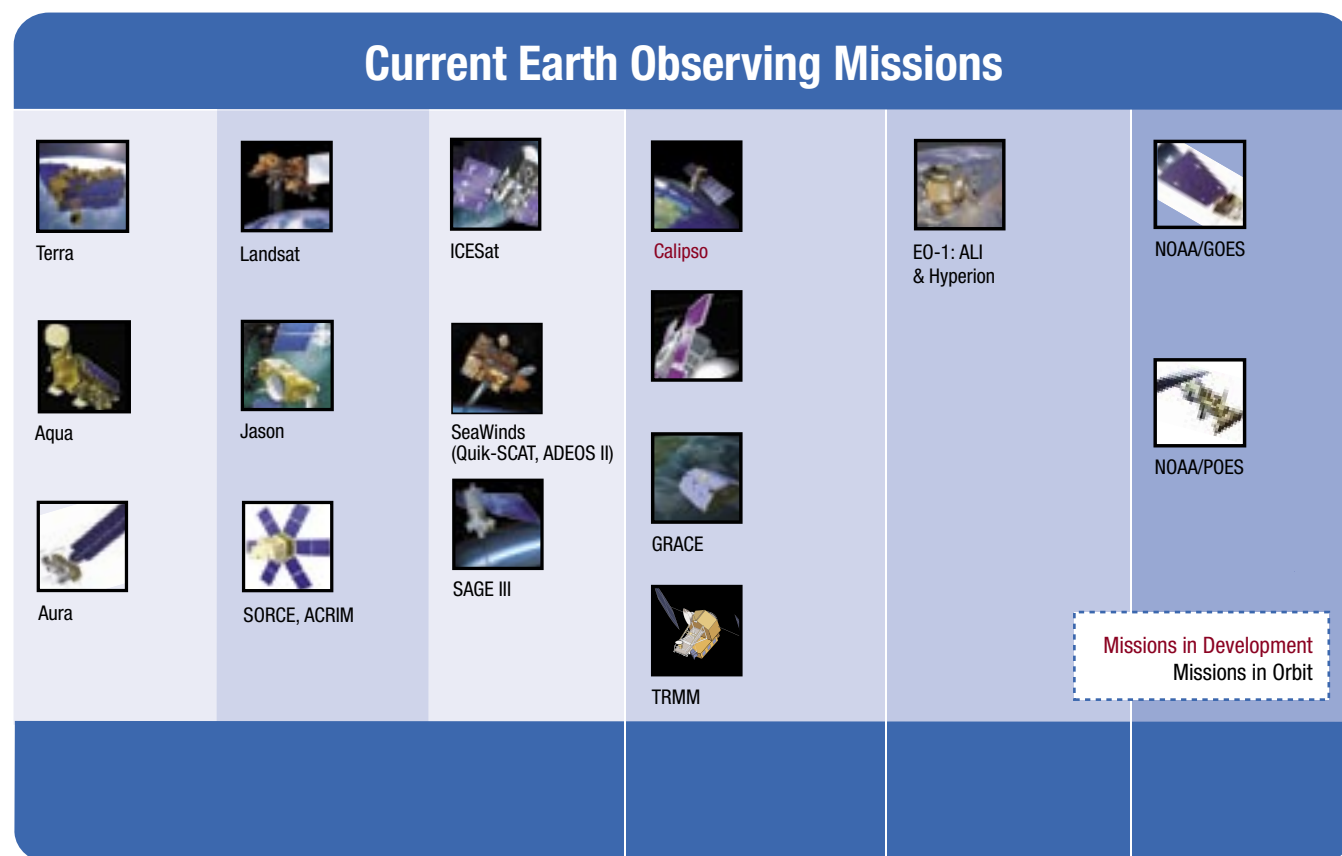 Current Earth Observing Missions
Terra
Aqua
Aura
Landsat
Jason
SORCE, ACRIM
ICESat
SeaWinds
(Quik-SCAT, ADEOS II)
SAGE III
Calipso
GRACE
TRMM
EO-1: ALI
& Hyperion
NOAA/GOES
NOAA/POES
Missions in Development
Missions in Orbit